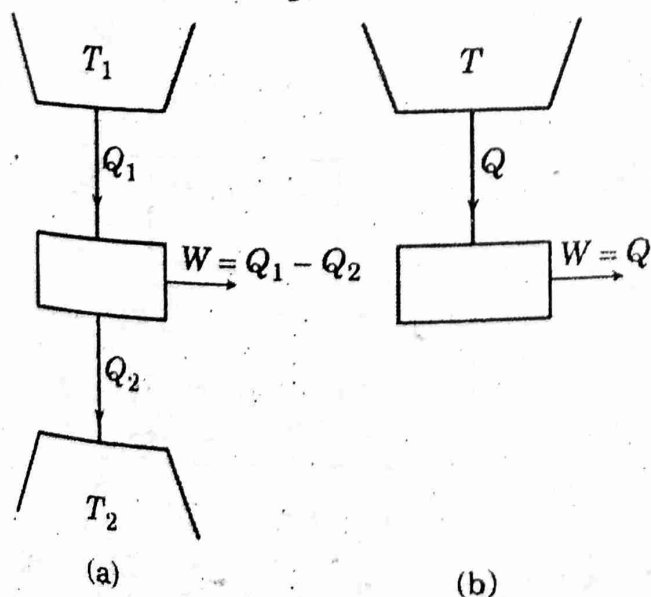 T₁ T
Q₁ Q
W = Q₁ – Q₂ W = Q
Q₂
T₂
(a) (b)